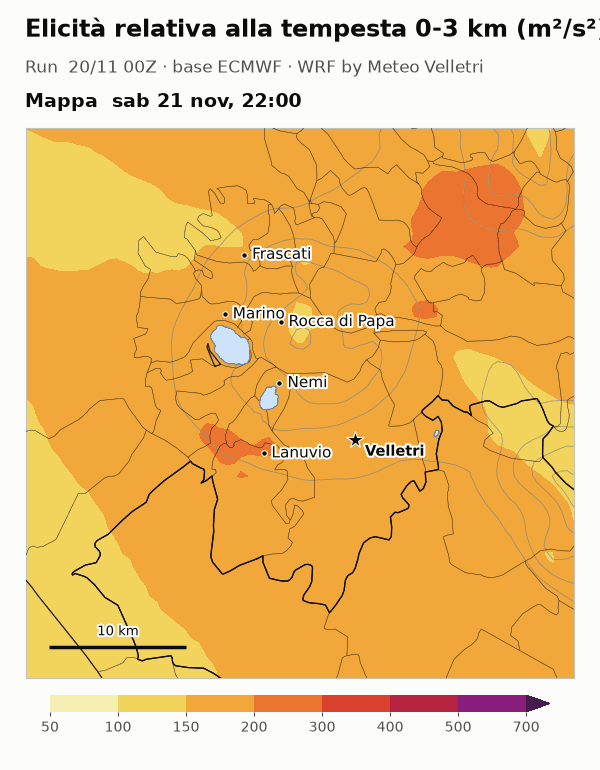 Elicità relativa alla tempesta 0-3 km (m²/s²)
Run  20/11 00Z · base ECMWF · WRF by Meteo Velletri
Mappa  sab 21 nov, 22:00
Frascati
Marino
Rocca di Papa
Nemi
Lanuvio
Velletri
10 km
50 100 150 200 300 400 500 700